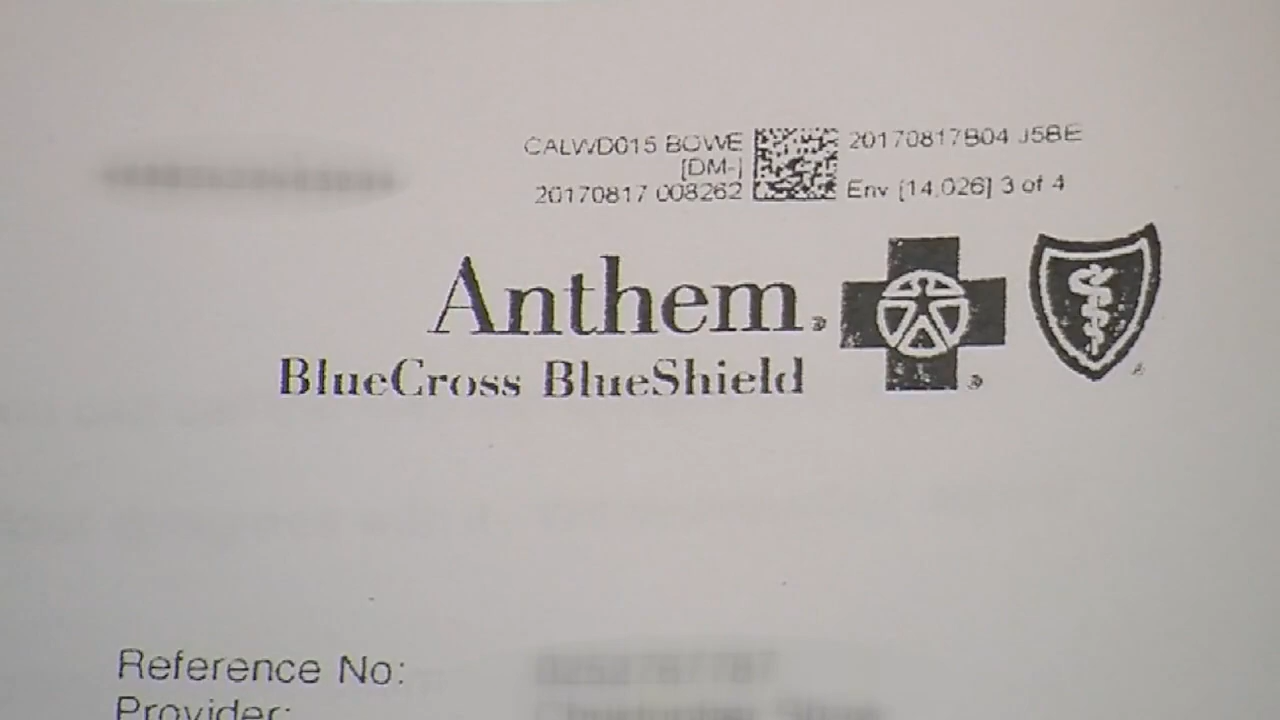 CALWD015 BOWE 20170817B04 J5BE
[DM-]
20170817 008262 Env [14,026] 3 of 4
Anthem®
BlueCross BlueShield
Reference No:
Provider: